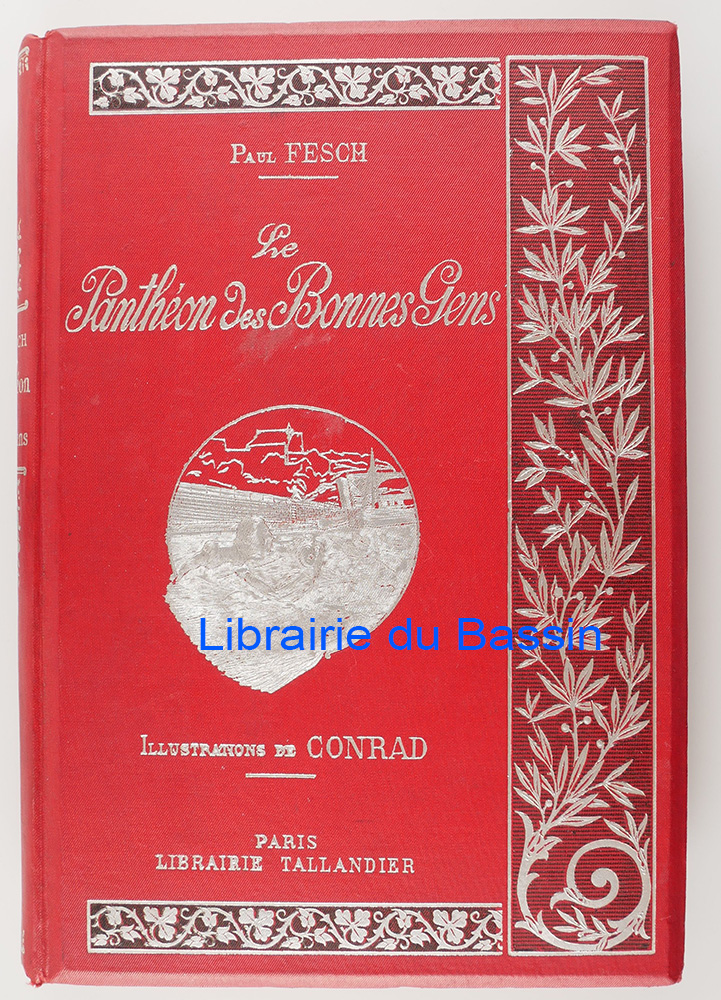 Paul FESCH
Le
Panthéon des Bonnes Gens
Librairie du Bassin
ILLUSTRATIONS DE CONRAD
PARIS
LIBRAIRIE TALLANDIER